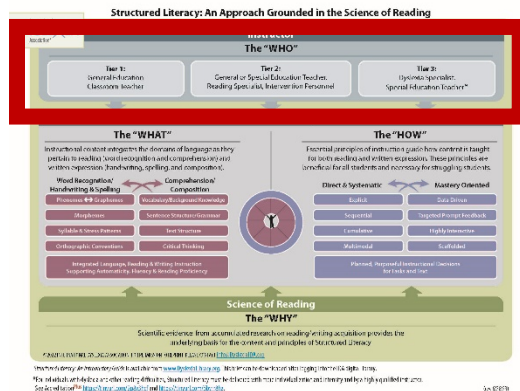 Structured Literacy: An Approach Grounded in the Science of Reading
Instructor
The "WHO"
Tier 1:
General Education
Classroom Teacher
Tier 2:
General or Special Education Teacher,
Reading Specialist, Intervention Personnel
Tier 3:
Dyslexia Specialist,
Special Education Teacher*
The "WHAT"
Instructional content integrates the domains of language as they
pertain to reading (word recognition and comprehension) and
written expression (handwriting, spelling, and composition).
Word Recognition/
Handwriting & Spelling
Comprehension/
Composition
Phonemes ↔ Graphemes
Vocabulary/Background Knowledge
Morphemes
Sentence Structure/Grammar
Syllable & Stress Patterns
Text Structure
Orthographic Conventions
Critical Thinking
Integrated Language, Reading & Writing Instruction
Supporting Automaticity, Fluency & Reading Proficiency
The "HOW"
Essential principles of instruction guide how content is taught
for both reading and written expression. These principles are
beneficial for all students and necessary for struggling students.
Direct & Systematic
Mastery Oriented
Explicit
Data Driven
Sequential
Targeted Prompt Feedback
Cumulative
Highly Interactive
Multimodal
Scaffolded
Planned, Purposeful Instructional Decisions
for Tasks and Text
Science of Reading
The "WHY"
Scientific evidence from accumulated research on reading/writing acquisition provides the
underlying basis for the content and principles of Structured Literacy